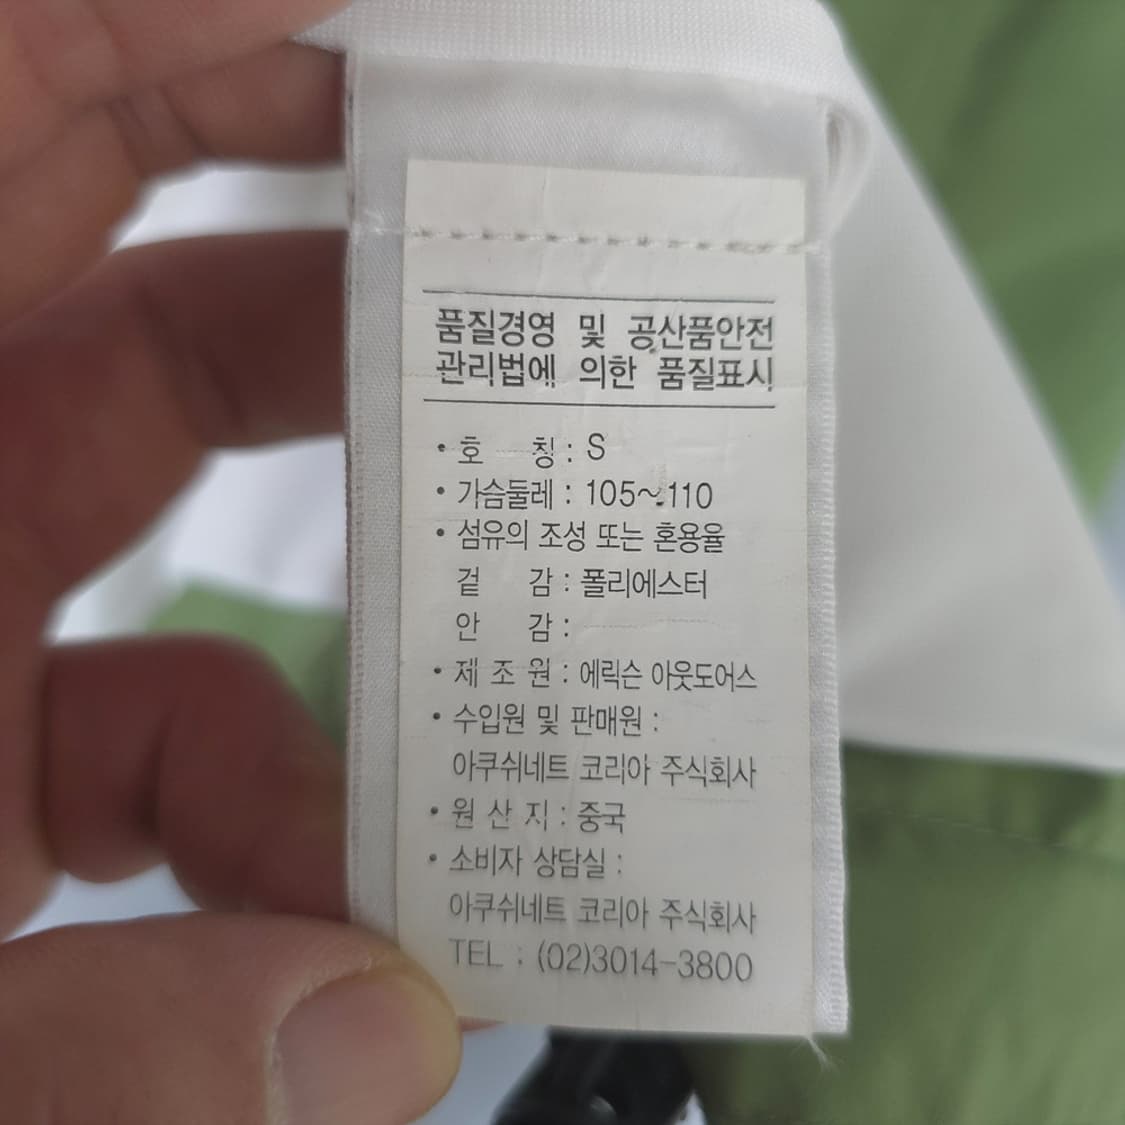 품질경영 및 공산품안전
관리법에 의한 품질표시
• 호 칭 : S
• 가슴둘레 : 105~110
• 섬유의 조성 또는 혼용율
겉 감 : 폴리에스터
안 감 :
• 제 조 원 : 에릭슨 아웃도어스
• 수입원 및 판매원 :
아쿠쉬네트 코리아 주식회사
• 원 산 지 : 중국
• 소비자 상담실 :
아쿠쉬네트 코리아 주식회사
TEL : (02)3014-3800